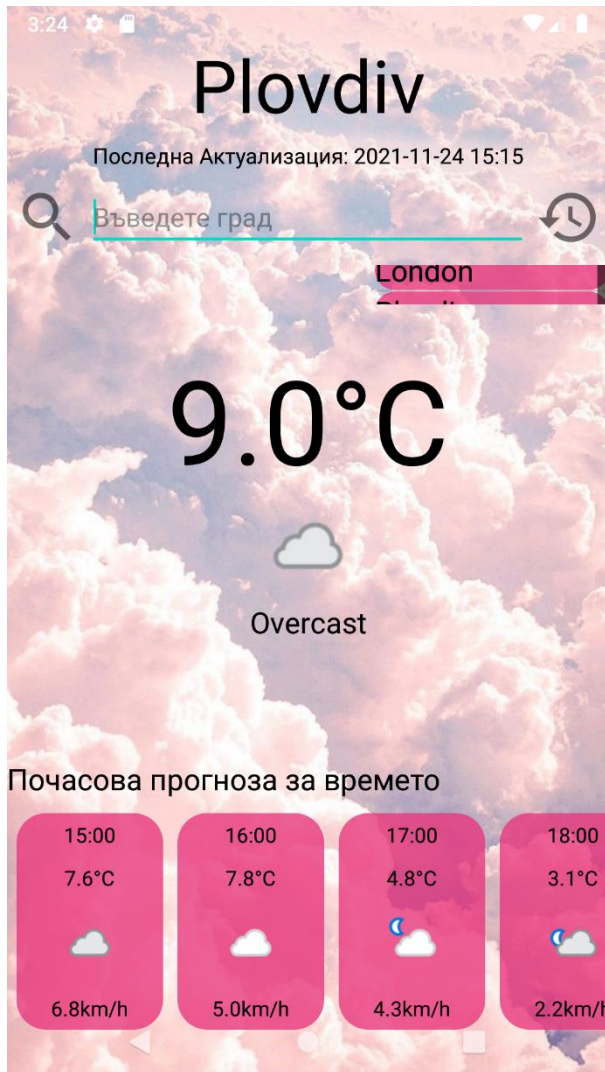 3:24
Plovdiv
Последна Актуализация: 2021-11-24 15:15
Въведете град
London
9.0°C
Overcast
Почасова прогноза за времето
15:00 16:00 17:00 18:00
7.6°C 7.8°C 4.8°C 3.1°C
6.8km/h 5.0km/h 4.3km/h 2.2km/h